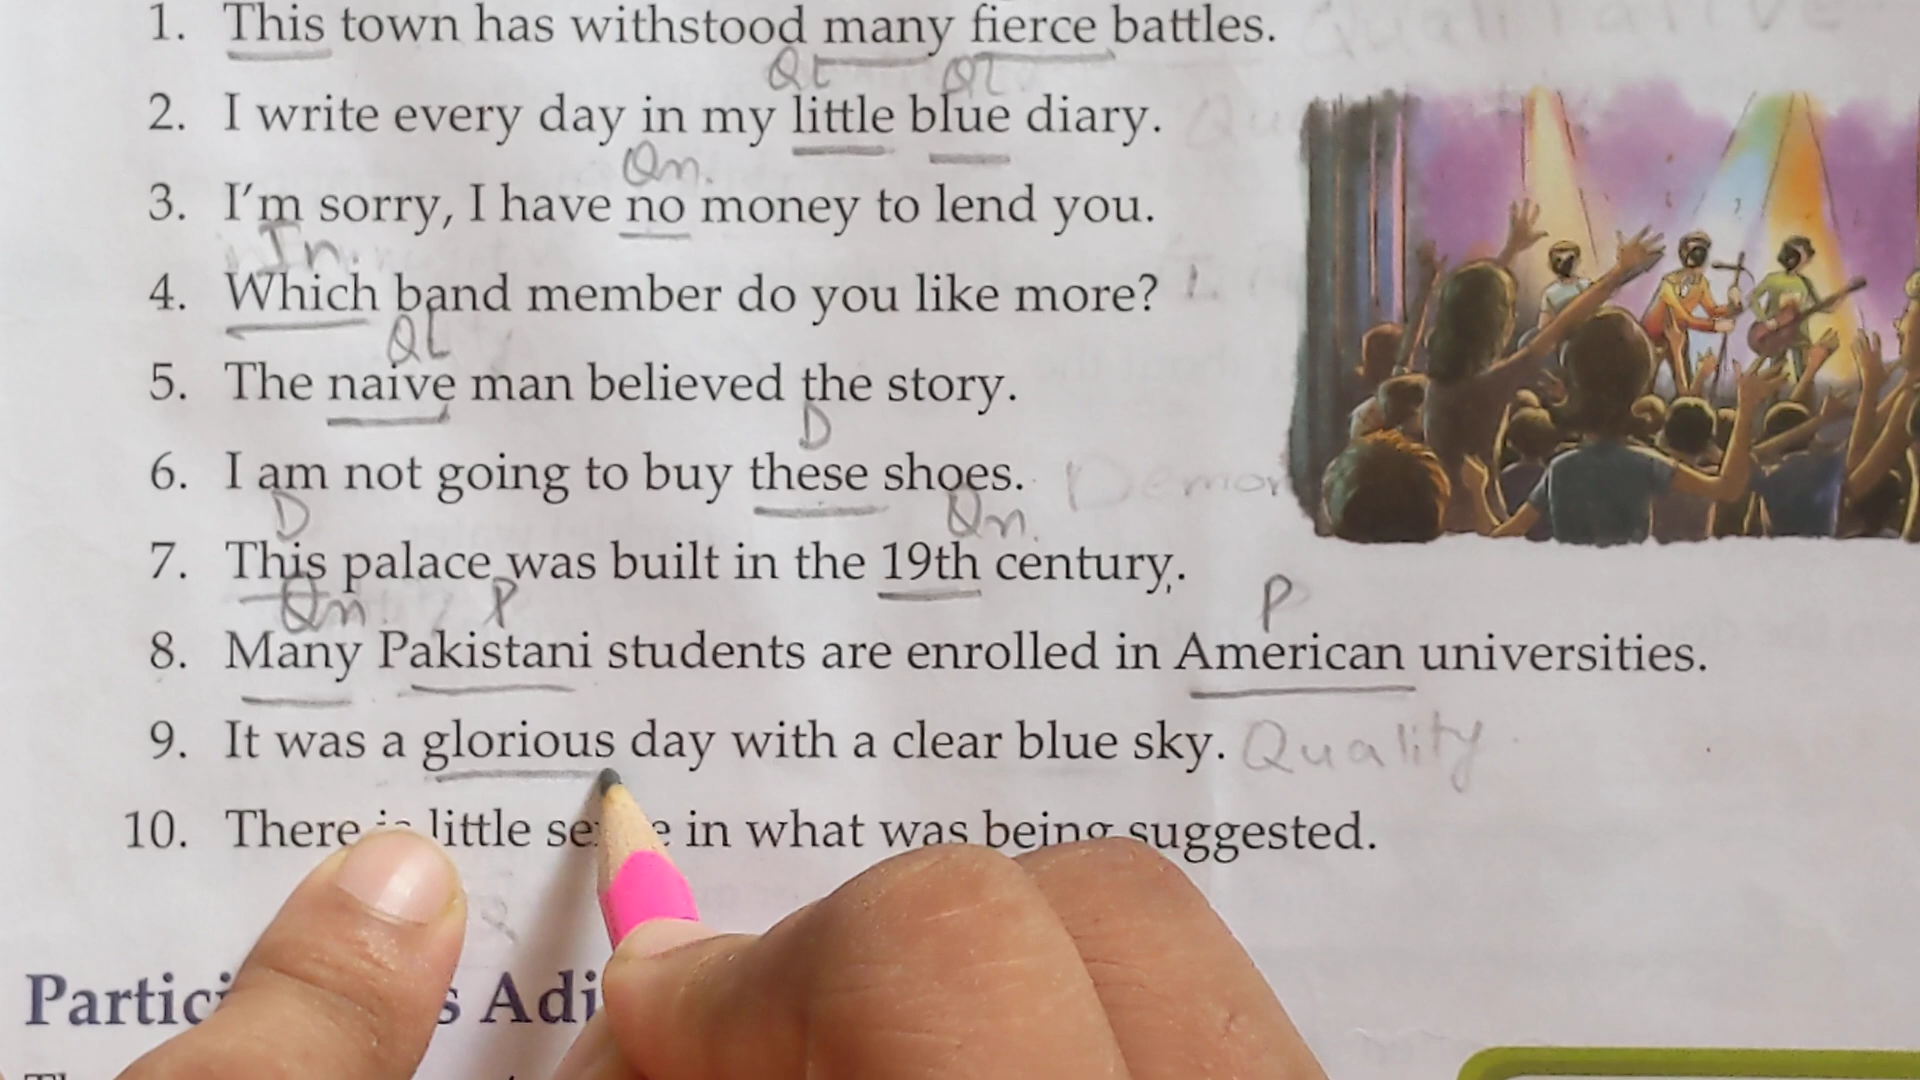 1. This town has withstood many fierce battles.
Ql Ql
2. I write every day in my little blue diary.
Qn.
3. I'm sorry, I have no money to lend you.
In.
4. Which band member do you like more?
Ql
5. The naive man believed the story.
D
6. I am not going to buy these shoes.
D Qn.
7. This palace was built in the 19th century.
Qn. P P
8. Many Pakistani students are enrolled in American universities.
9. It was a glorious day with a clear blue sky. Quality
10. There is little in what was being suggested.